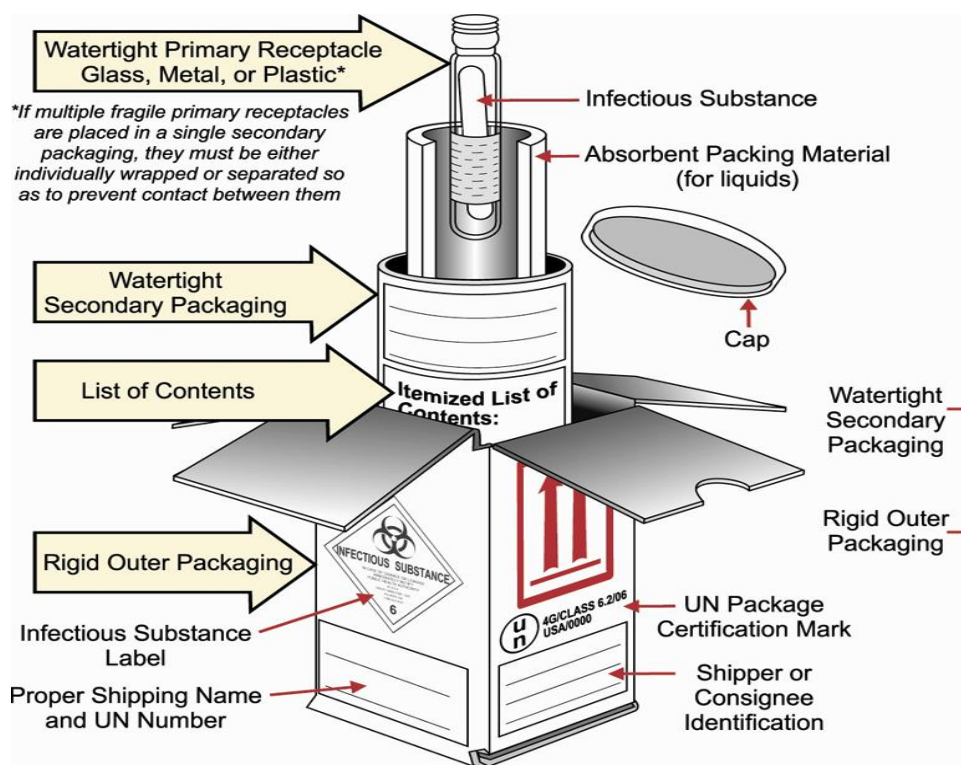 Watertight Primary Receptacle
Glass, Metal, or Plastic*
*If multiple fragile primary receptacles
are placed in a single secondary
packaging, they must be either
individually wrapped or separated so
as to prevent contact between them
Infectious Substance
Absorbent Packing Material
(for liquids)
Watertight
Secondary Packaging
Cap
List of Contents
Itemized List of
Contents:
Watertight
Secondary
Packaging
Rigid Outer
Packaging
Rigid Outer Packaging
INFECTIOUS SUBSTANCE
6
un
4G/CLASS 6.2/06
USA/0000
UN Package
Certification Mark
Infectious Substance
Label
Shipper or
Consignee
Identification
Proper Shipping Name
and UN Number